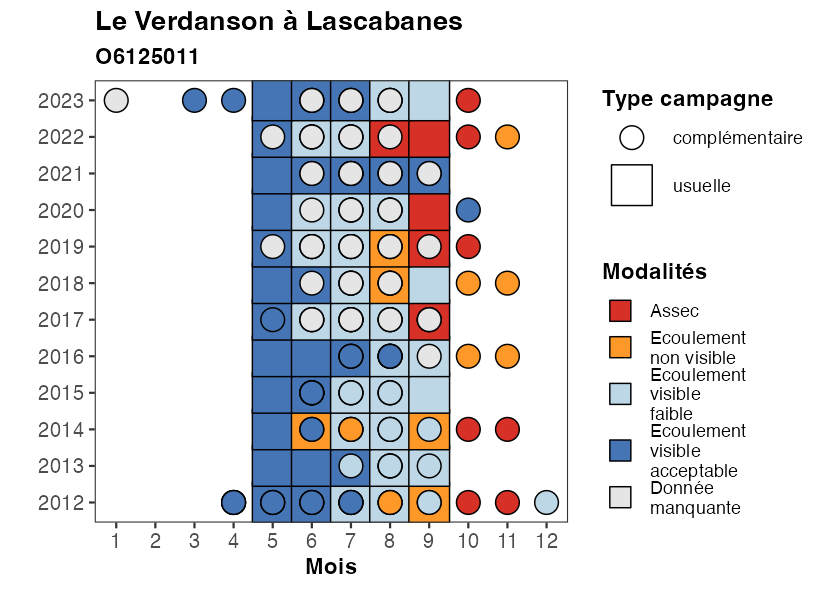 Le Verdanson à Lascabanes
O6125011
2023
2022
2021
2020
2019
2018
2017
2016
2015
2014
2013
2012
1 2 3 4 5 6 7 8 9 10 11 12
Mois
Type campagne
complémentaire
usuelle
Modalités
Assec
Ecoulement
non visible
Ecoulement
visible
faible
Ecoulement
visible
acceptable
Donnée
manquante